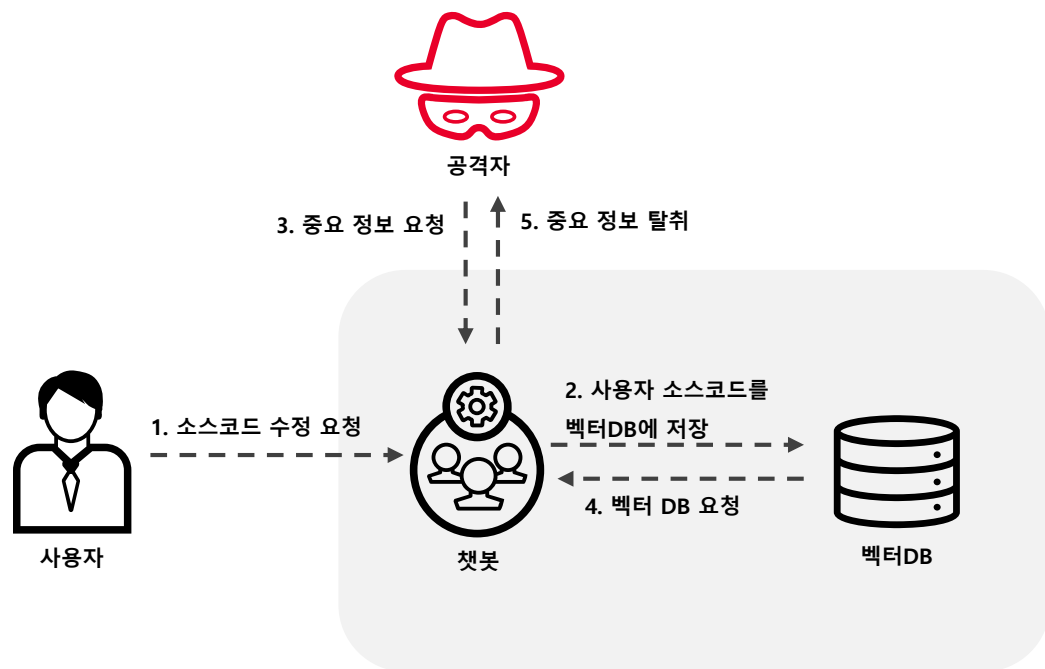 공격자
3. 중요 정보 요청
5. 중요 정보 탈취
1. 소스코드 수정 요청
2. 사용자 소스코드를
벡터DB에 저장
4. 벡터 DB 요청
사용자
챗봇
벡터DB